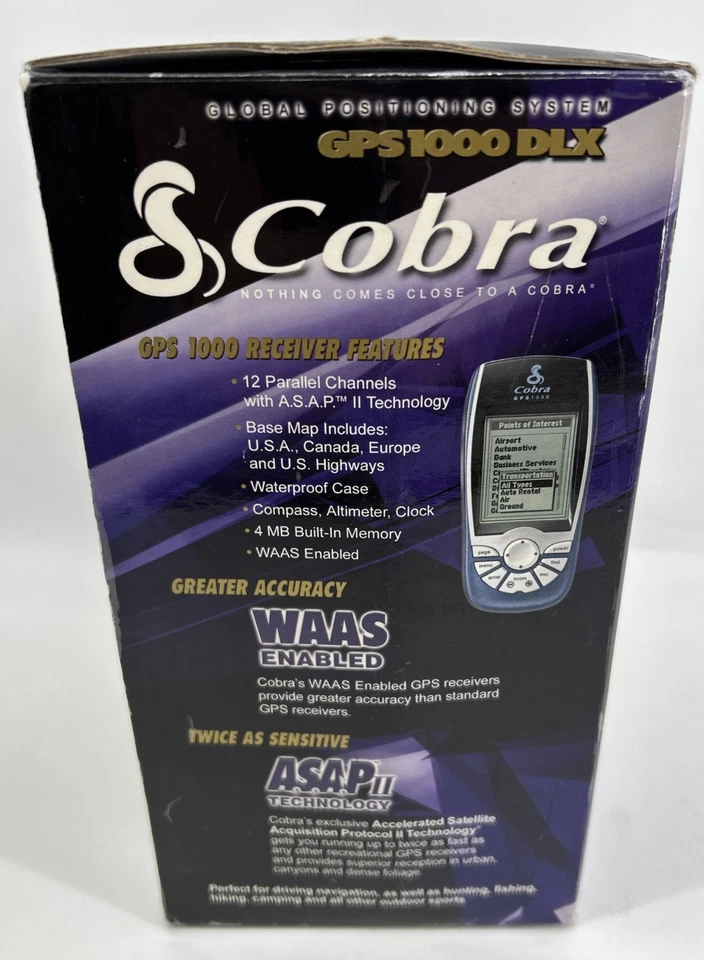 GLOBAL POSITIONING SYSTEM
GPS1000 DLX
Cobra®
NOTHING COMES CLOSE TO A COBRA®
GPS 1000 RECEIVER FEATURES
• 12 Parallel Channels
with A.S.A.P.™ II Technology
• Base Map Includes:
U.S.A., Canada, Europe
and U.S. Highways
• Waterproof Case
• Compass, Altimeter, Clock
• 4 MB Built-In Memory
• WAAS Enabled
Cobra
GPS1000
Points of Interest
Airport
Automotive
Bank
Business Services
Transportation
All Types
Auto Rental
Air
Ground
page
power
menu
find
enter
zoom
esc
GREATER ACCURACY
WAAS
ENABLED
Cobra's WAAS Enabled GPS receivers
provide greater accuracy than standard
GPS receivers.
TWICE AS SENSITIVE
A.S.A.P. II
TECHNOLOGY
Cobra's exclusive Accelerated Satellite
Acquisition Protocol II Technology™
gets you running up to twice as fast as
any other recreational GPS receivers
and provides superior reception in urban,
canyons and dense foliage.
Perfect for driving navigation, as well as hunting, fishing,
hiking, camping and all other outdoor sports.